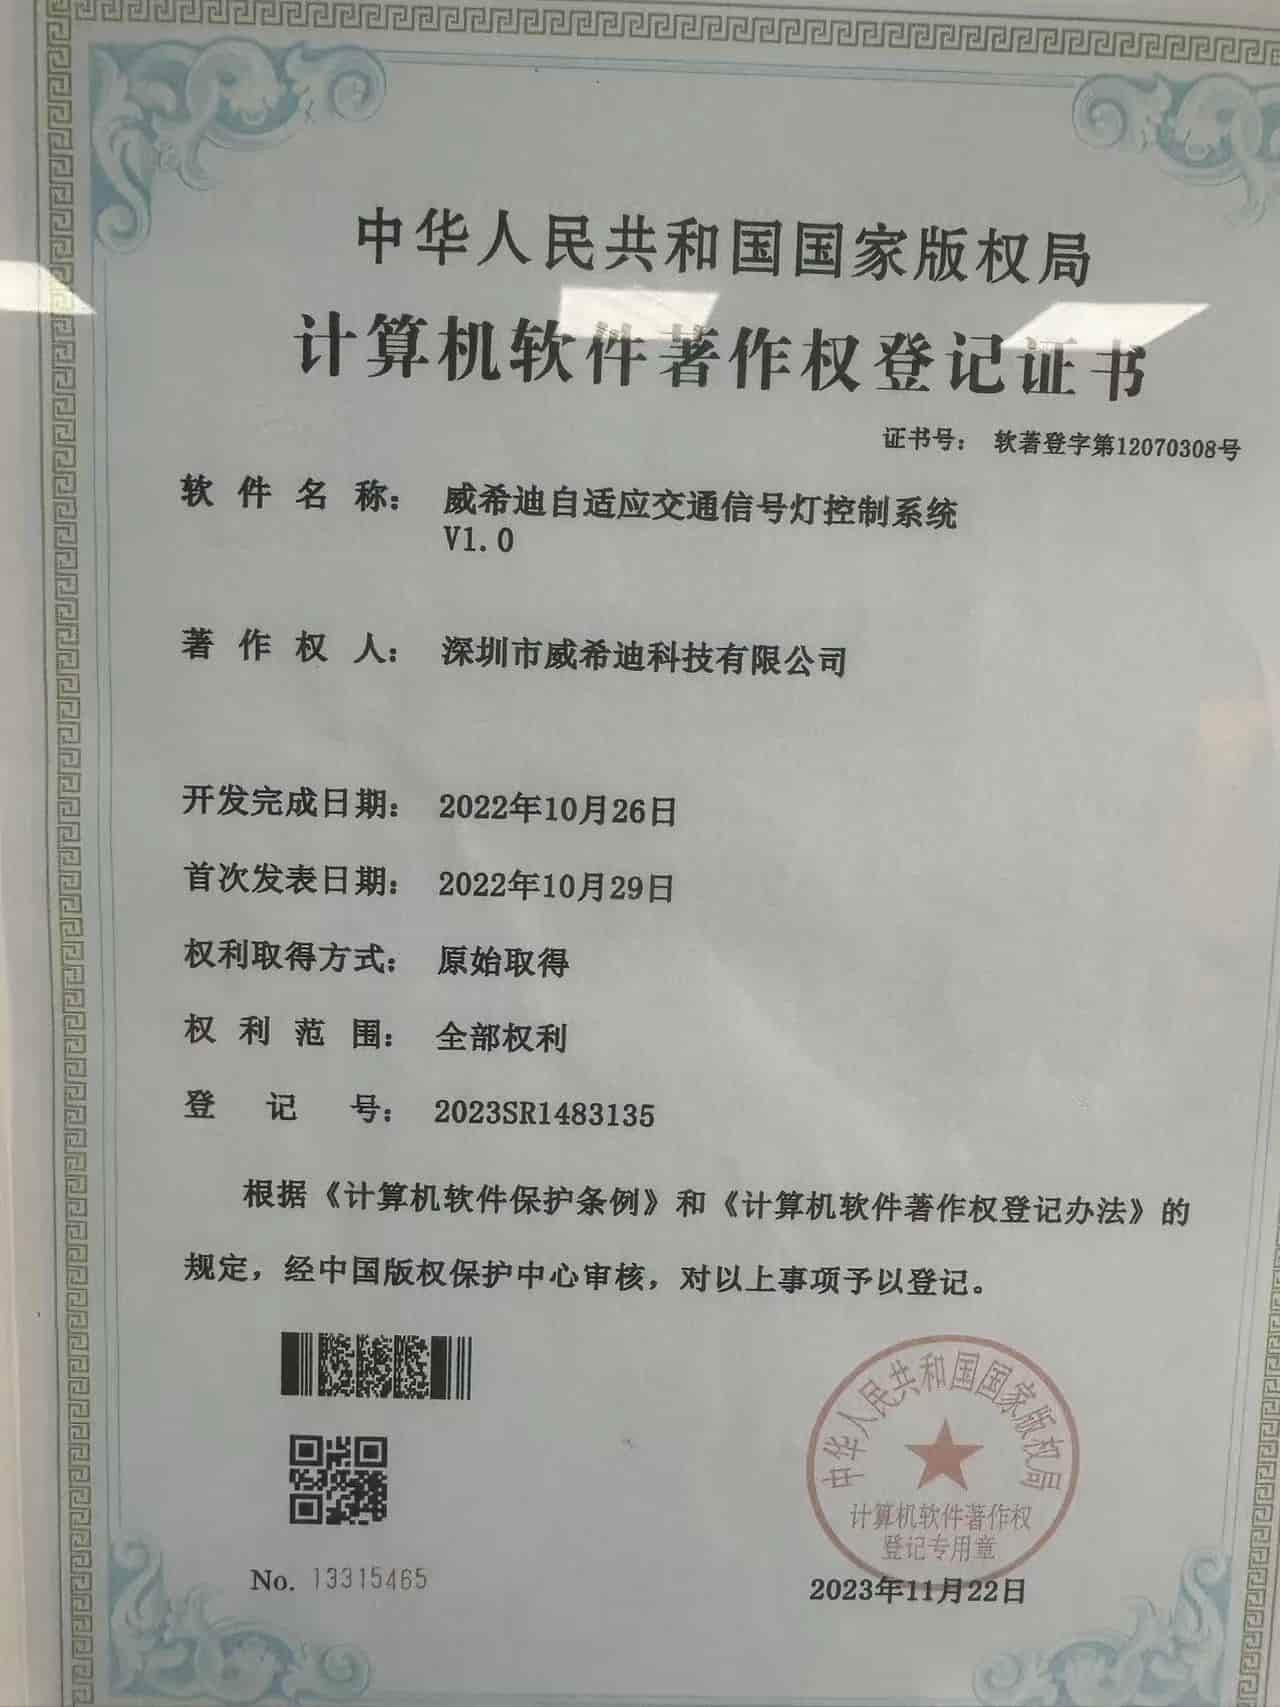 中华人民共和国国家版权局
计算机软件著作权登记证书
证书号： 软著登字第12070308号
软件名称： 威希迪自适应交通信号灯控制系统
V1.0
著作权人： 深圳市威希迪科技有限公司
开发完成日期： 2022年10月26日
首次发表日期： 2022年10月29日
权利取得方式： 原始取得
权利范围： 全部权利
登记号： 2023SR1483135
根据《计算机软件保护条例》和《计算机软件著作权登记办法》的
规定，经中国版权保护中心审核，对以上事项予以登记。
中华人民共和国国家版权局
计算机软件著作权
登记专用章
No. 13315465
2023年11月22日